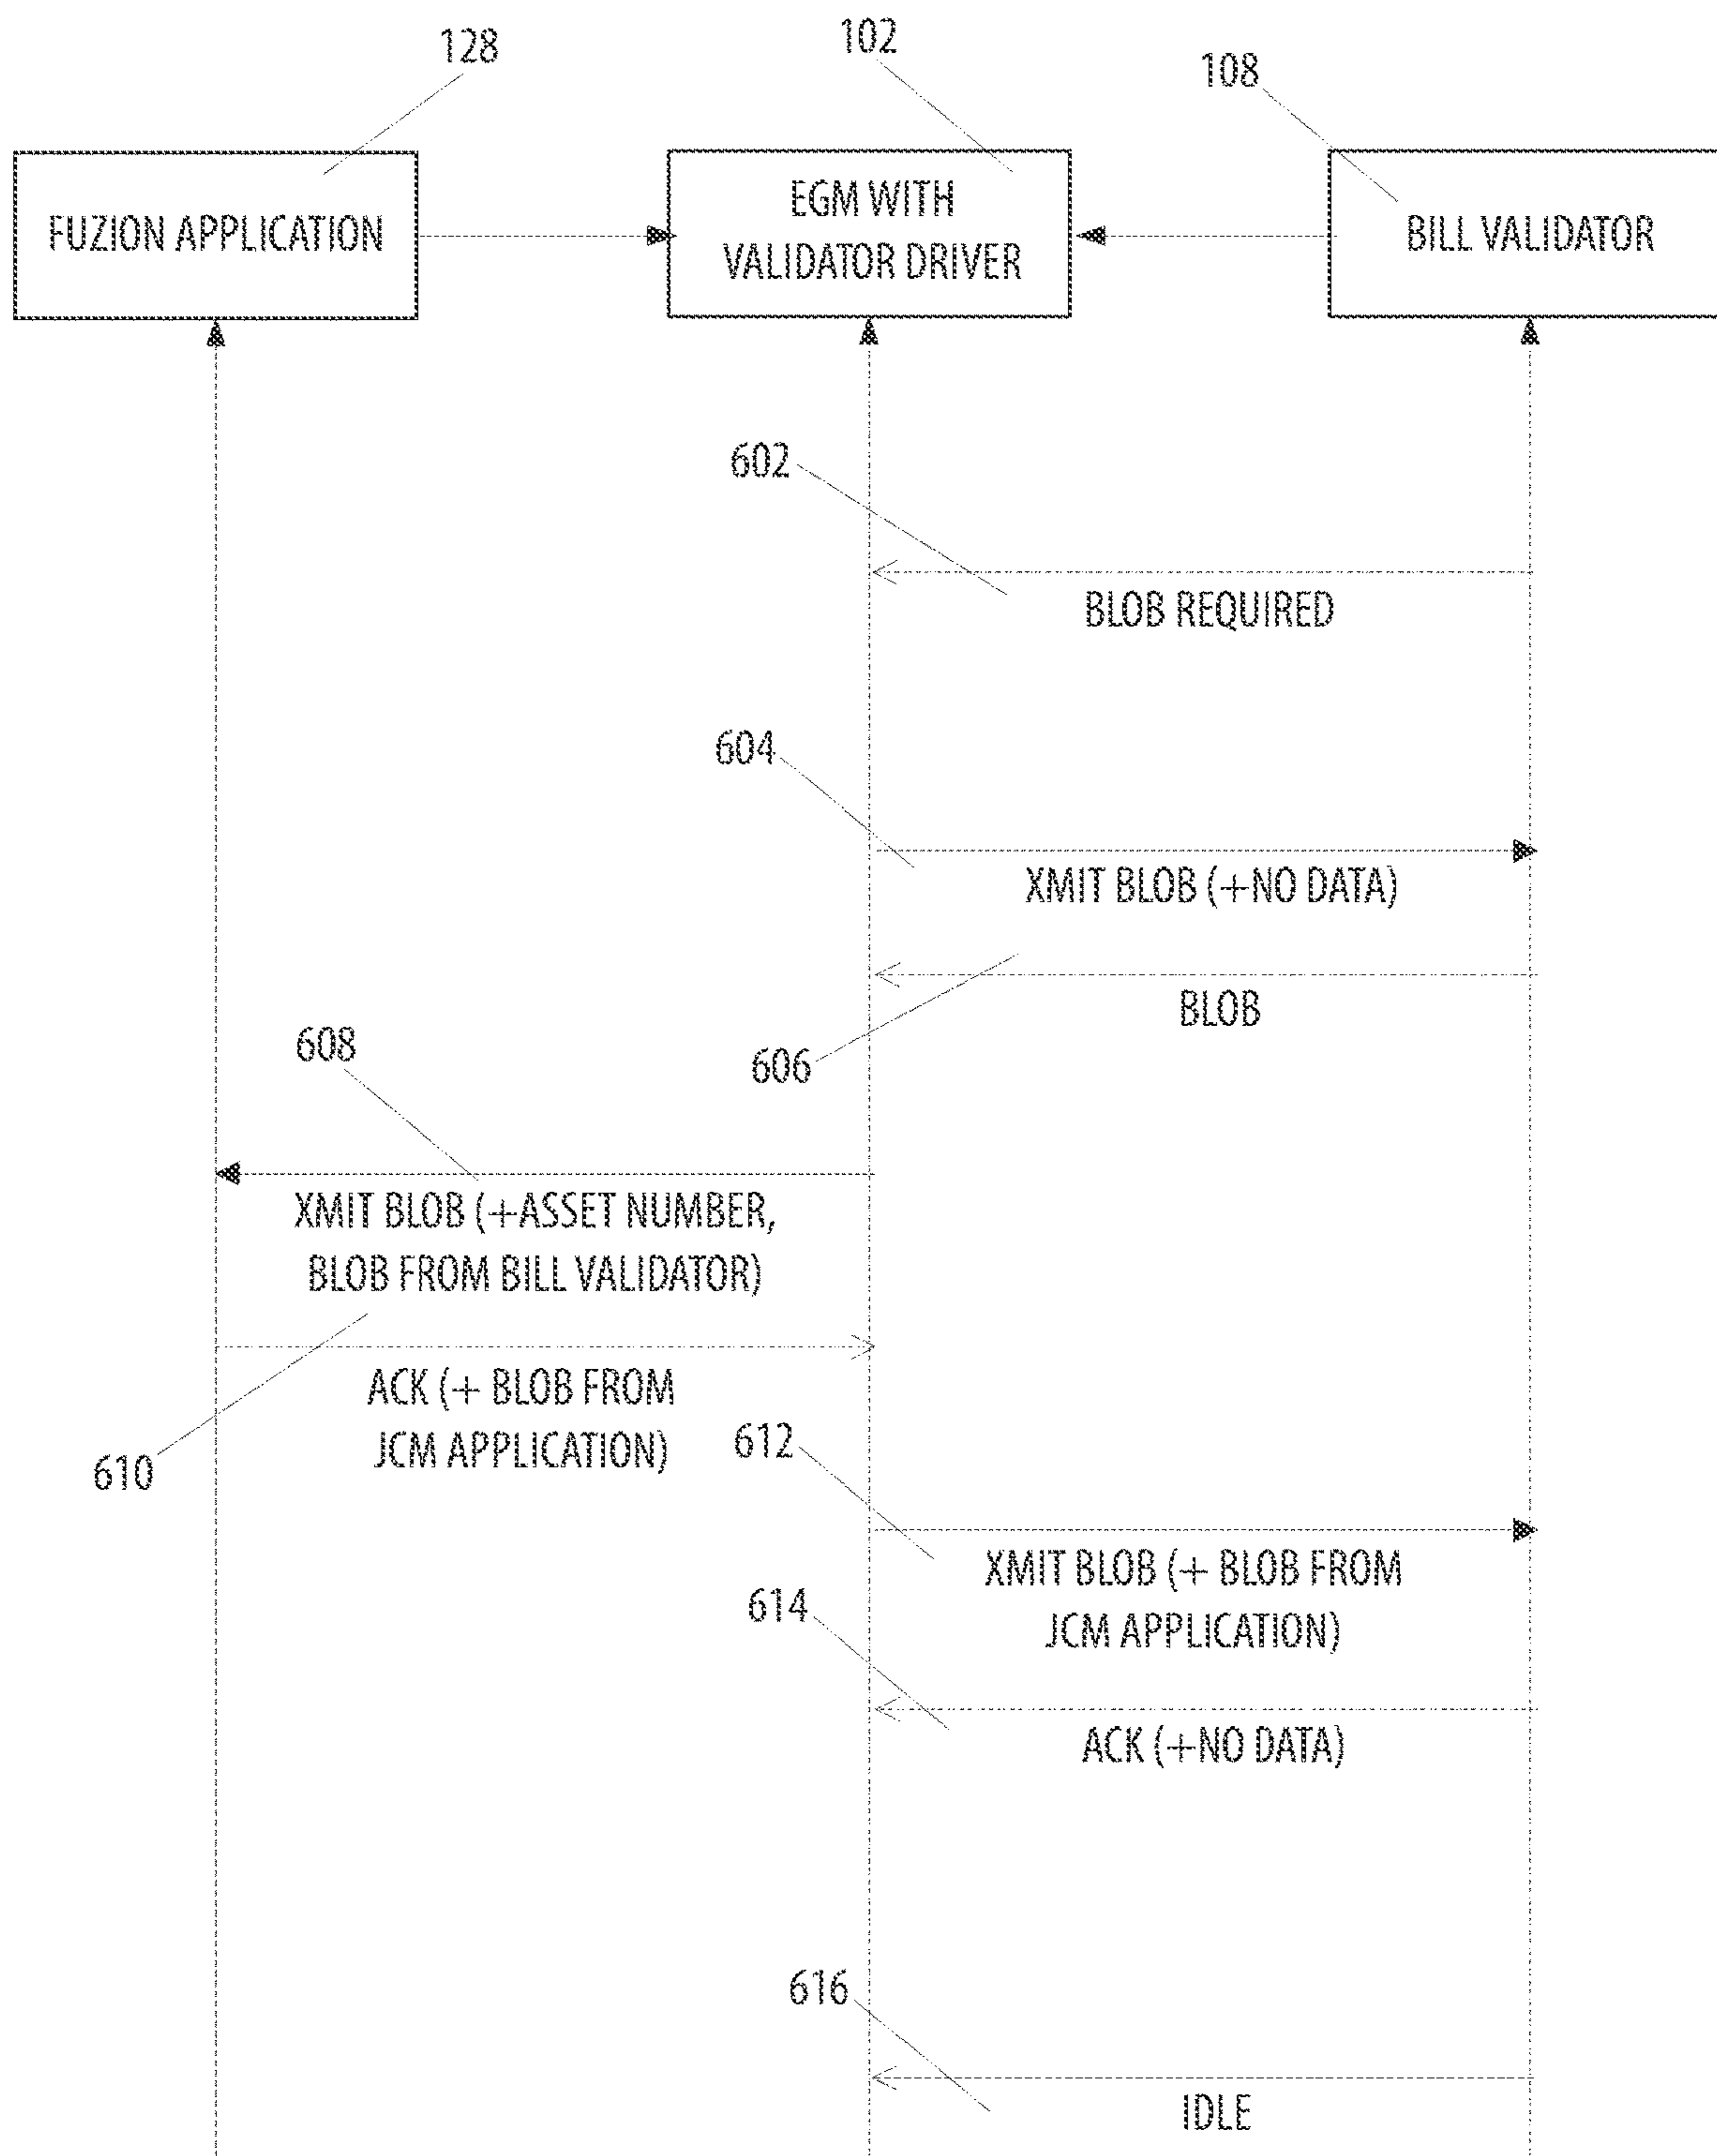 128
102
108
FUZION APPLICATION
EGM WITH
VALIDATOR DRIVER
BILL VALIDATOR
602
BLOB REQUIRED
604
XMIT BLOB (+NO DATA)
BLOB
606
608
XMIT BLOB (+ASSET NUMBER,
BLOB FROM BILL VALIDATOR)
ACK (+ BLOB FROM
JCM APPLICATION)
610
612
XMIT BLOB (+ BLOB FROM
JCM APPLICATION)
614
ACK (+NO DATA)
616
IDLE